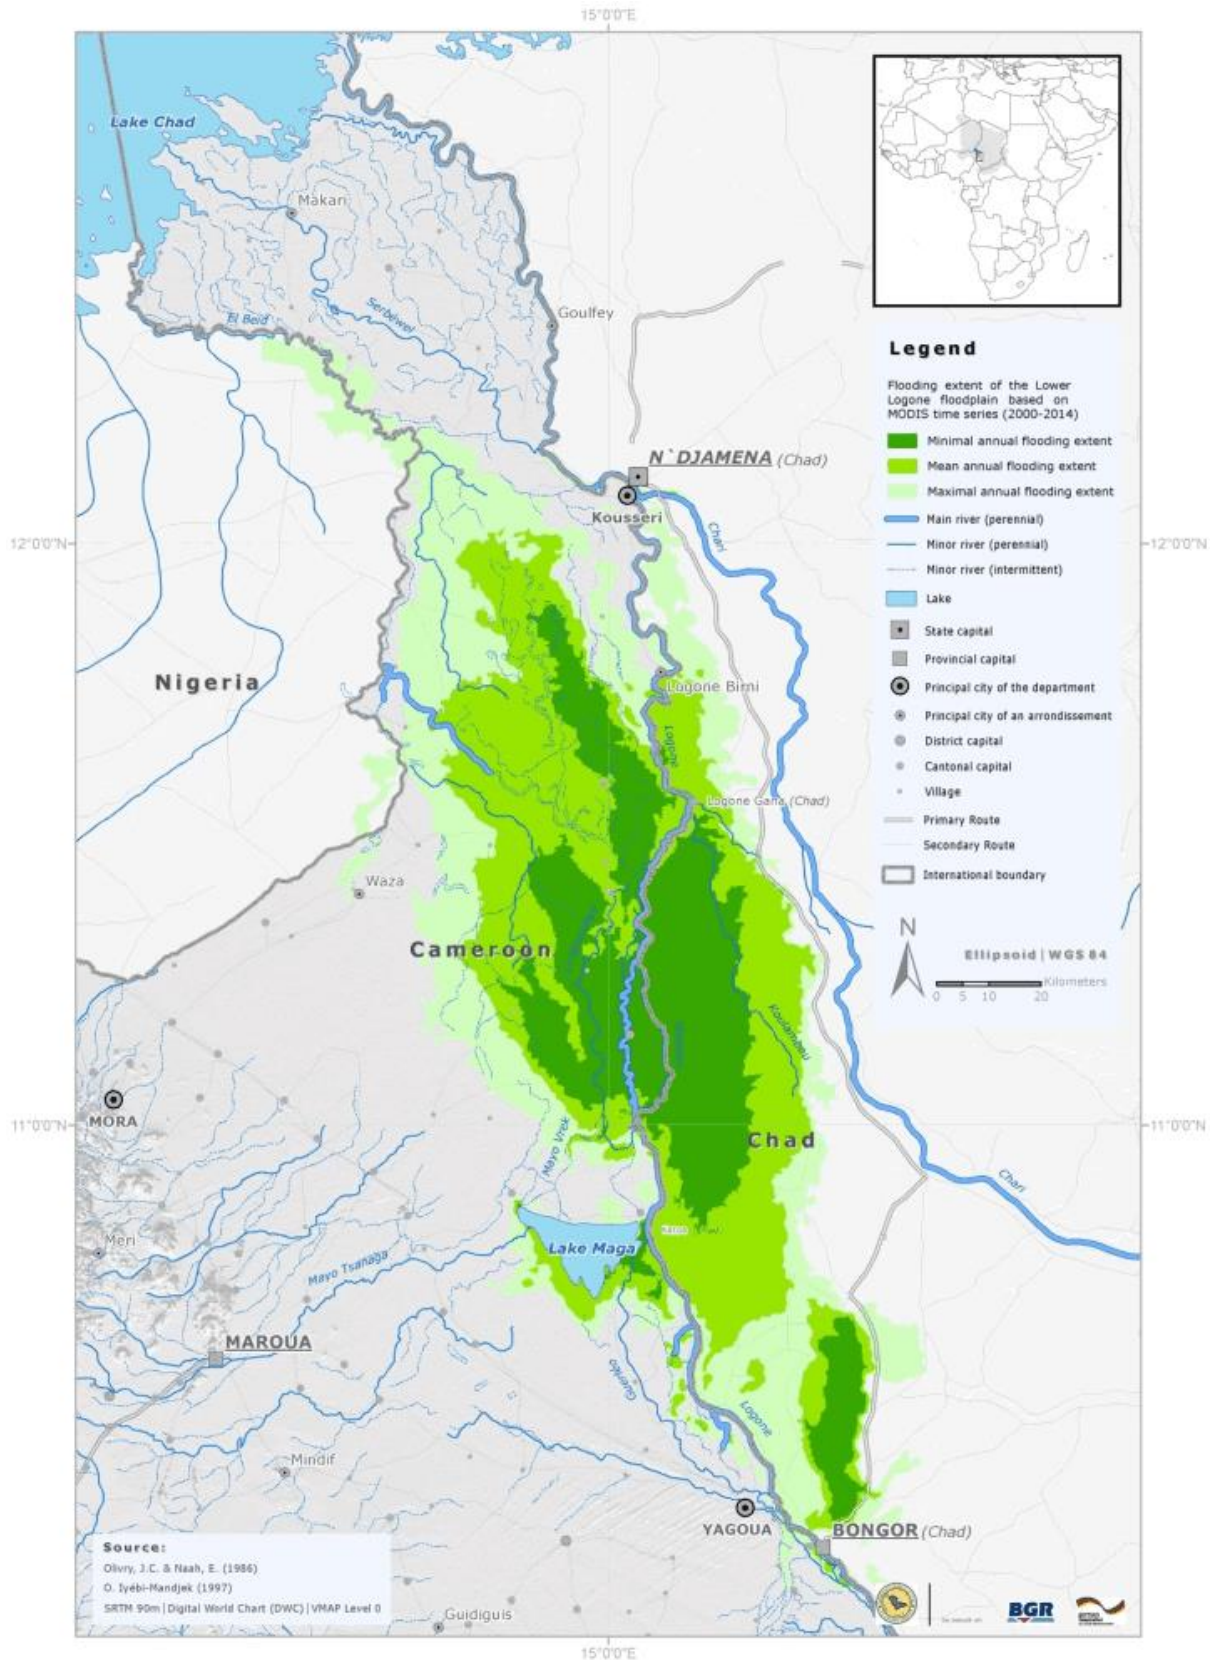 15°0'0"E
Lake Chad
Makari
Goulfey
El Beid
Serbewel
N`DJAMENA (Chad)
Kousseri
Chari
12°0'0"N
12°0'0"N
Nigeria
Logone Birni
Logone
Logone Gana (Chad)
Waza
Cameroon
Koulambou
MORA
11°0'0"N
11°0'0"N
Mayo Vrek
Chad
Chari
Meri
Lake Maga
Mayo Tsanaga
MAROUA
Guerléo
Logone
Mindif
YAGOUA
BONGOR (Chad)
Guidiguis
15°0'0"E
Legend
Flooding extent of the Lower
Logone floodplain based on
MODIS time series (2000-2014)
Minimal annual flooding extent
Mean annual flooding extent
Maximal annual flooding extent
Main river (perennial)
Minor river (perennial)
Minor river (intermittent)
Lake
State capital
Provincial capital
Principal city of the department
Principal city of an arrondissement
District capital
Cantonal capital
Village
Primary Route
Secondary Route
International boundary
N
Ellipsoid | WGS 84
Kilometers
0 5 10 20
Source:
Olivry, J.C. & Naah, E. (1986)
O. Iyébi-Mandjek (1997)
SRTM 90m | Digital World Chart (DWC) | VMAP Level 0
BGR